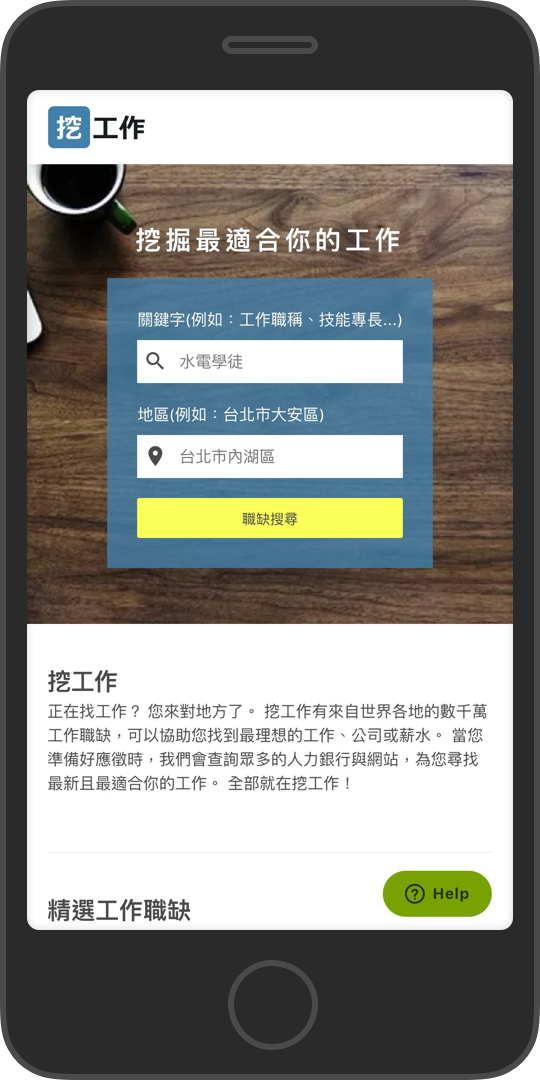 挖工作
挖掘最適合你的工作
關鍵字(例如：工作職稱、技能專長...)
水電學徒
地區(例如：台北市大安區)
台北市內湖區
職缺搜尋
挖工作
正在找工作？ 您來對地方了。 挖工作有來自世界各地的數千萬
工作職缺，可以協助您找到最理想的工作、公司或薪水。 當您
準備好應徵時，我們會查詢眾多的人力銀行與網站，為您尋找
最新且最適合你的工作。 全部就在挖工作！
精選工作職缺
Help